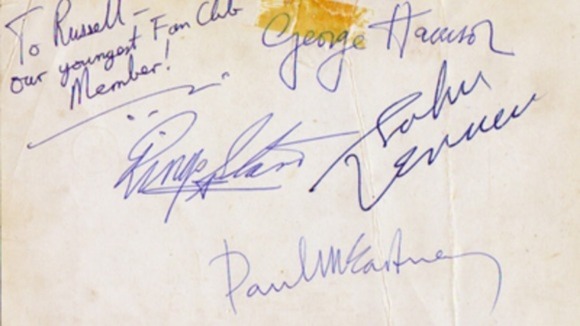 To Russell –
our youngest Fan Club
Member!
George Harrison
John
Lennon
Ringo Starr
Paul McCartney